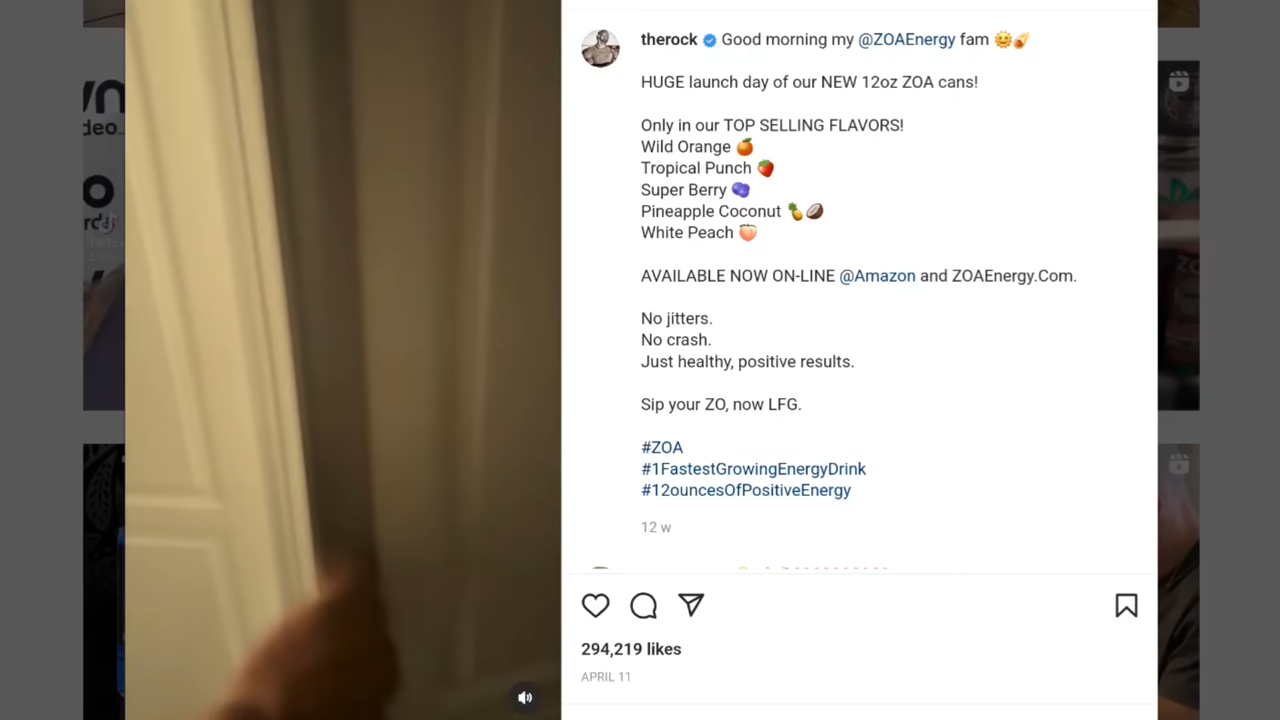 therock Good morning my @ZOAEnergy fam 🌞☄️
HUGE launch day of our NEW 12oz ZOA cans!
Only in our TOP SELLING FLAVORS!
Wild Orange 🍊
Tropical Punch 🍓
Super Berry 🫐
Pineapple Coconut 🍍🥥
White Peach 🍑
AVAILABLE NOW ON-LINE @Amazon and ZOAEnergy.Com.
No jitters.
No crash.
Just healthy, positive results.
Sip your ZO, now LFG.
#ZOA
#1FastestGrowingEnergyDrink
#12ouncesOfPositiveEnergy
12 w
294,219 likes
APRIL 11